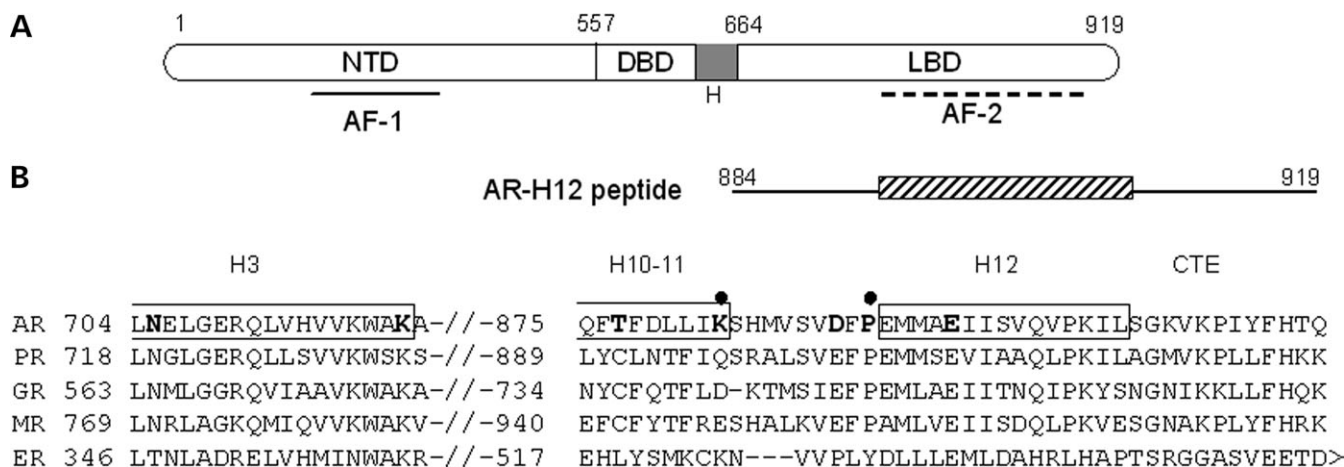 A
1 557 664 919
NTD DBD LBD
H
AF-1 AF-2
B
AR-H12 peptide 884 919
H3 H10-11 H12 CTE
AR 704 LNELGERQLVHVVKWAKA-//-875 QFTFDLLIKSHMVSVDFPEMMAEIISVQVPKILSGKVKPIYFHTQ
PR 718 LNGLGERQLLSVVKWSKS-//-889 LYCLNTFIQSRALSVEFPEMMSEVIAAQLPKILAGMVKPLLFHKK
GR 563 LNMLGGRQVIAAVKWAKA-//-734 NYCFQTFLD-KTMSIEFPEMLAEIITNQIPKYSNGNIKKLLFHQK
MR 769 LNRLAGKQMIQVVKWAKV-//-940 EFCFYTFRESHALKVEFPAMLVEIISDQLPKVESGNAKPLYFHRK
ER 346 LTNLADRELVHMINWAKR-//-517 EHLYSMKCKN---VVPLYDLLLEMLDAHRLHAPTSRGGASVEETD>